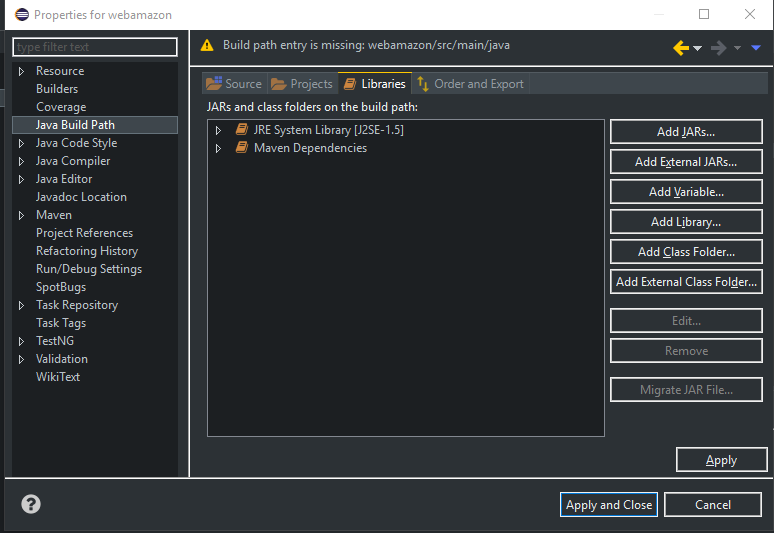 Properties for webamazon
type filter text
Resource
Builders
Coverage
Java Build Path
Java Code Style
Java Compiler
Java Editor
Javadoc Location
Maven
Project References
Refactoring History
Run/Debug Settings
SpotBugs
Task Repository
Task Tags
TestNG
Validation
WikiText
Build path entry is missing: webamazon/src/main/java
Source Projects Libraries Order and Export
JARs and class folders on the build path:
JRE System Library [J2SE-1.5]
Maven Dependencies
Add JARs...
Add External JARs...
Add Variable...
Add Library...
Add Class Folder...
Add External Class Folder...
Edit...
Remove
Migrate JAR File...
Apply
?
Apply and Close Cancel